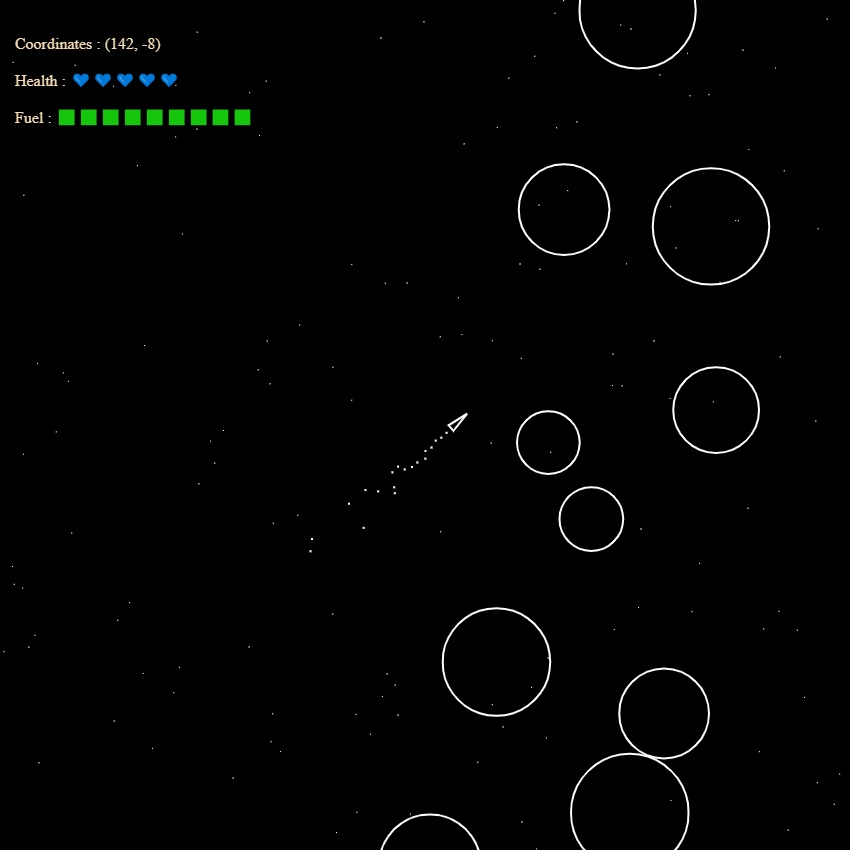 Coordinates : (142, -8)
Health : 💙 💙 💙 💙 💙
Fuel : 🟩 🟩 🟩 🟩 🟩 🟩 🟩 🟩 🟩